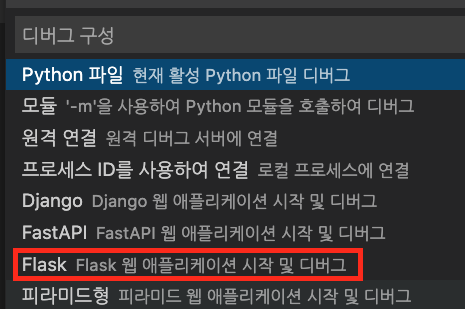 디버그 구성
Python 파일 현재 활성 Python 파일 디버그
모듈 '-m'을 사용하여 Python 모듈을 호출하여 디버그
원격 연결 원격 디버그 서버에 연결
프로세스 ID를 사용하여 연결 로컬 프로세스에 연결
Django Django 웹 애플리케이션 시작 및 디버그
FastAPI FastAPI 웹 애플리케이션 시작 및 디버그
Flask Flask 웹 애플리케이션 시작 및 디버그
피라미드형 피라미드 웹 애플리케이션 시작 및 디버그